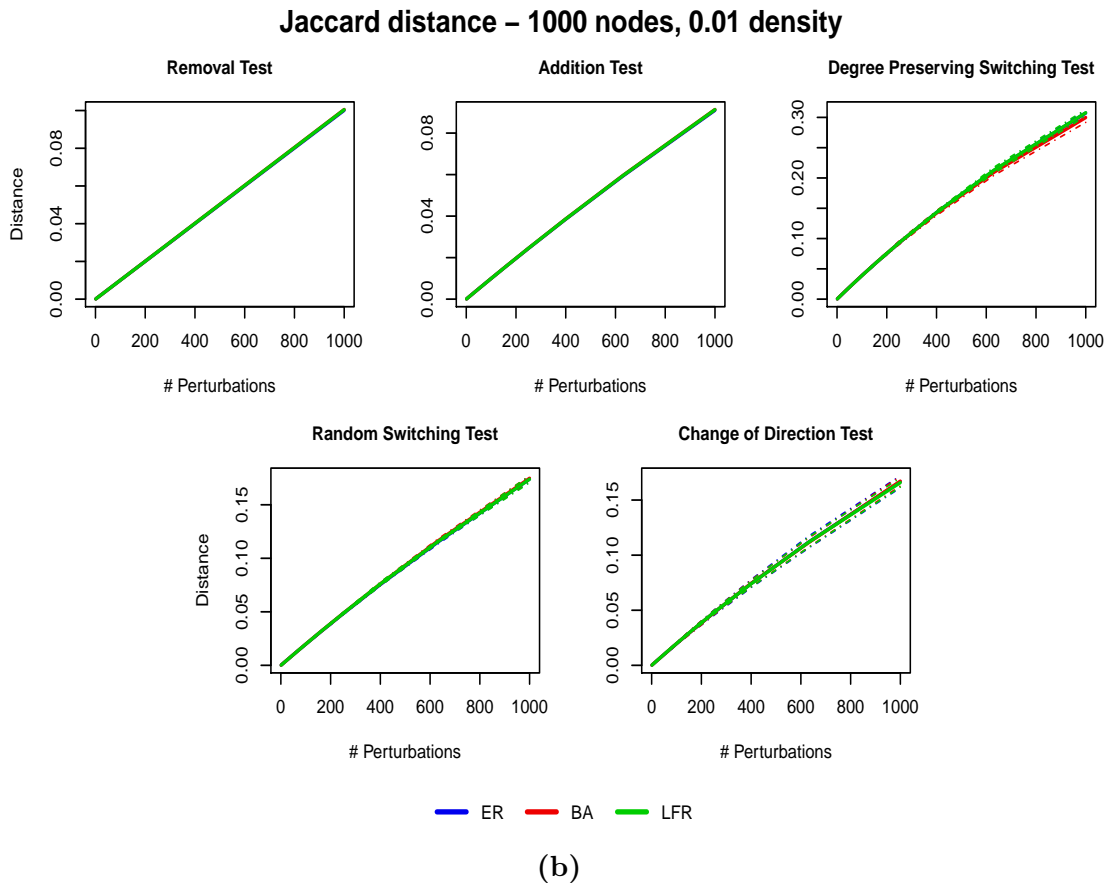 Jaccard distance – 1000 nodes, 0.01 density
Removal Test
Addition Test
Degree Preserving Switching Test
Distance
0.00
0.04
0.08
0 200 400 600 800 1000
# Perturbations
0.00
0.04
0.08
0 200 400 600 800 1000
# Perturbations
0.00
0.10
0.20
0.30
0 200 400 600 800 1000
# Perturbations
Random Switching Test
Change of Direction Test
Distance
0.00
0.05
0.10
0.15
0 200 400 600 800 1000
# Perturbations
0.00
0.05
0.10
0.15
0 200 400 600 800 1000
# Perturbations
ER BA LFR
(b)